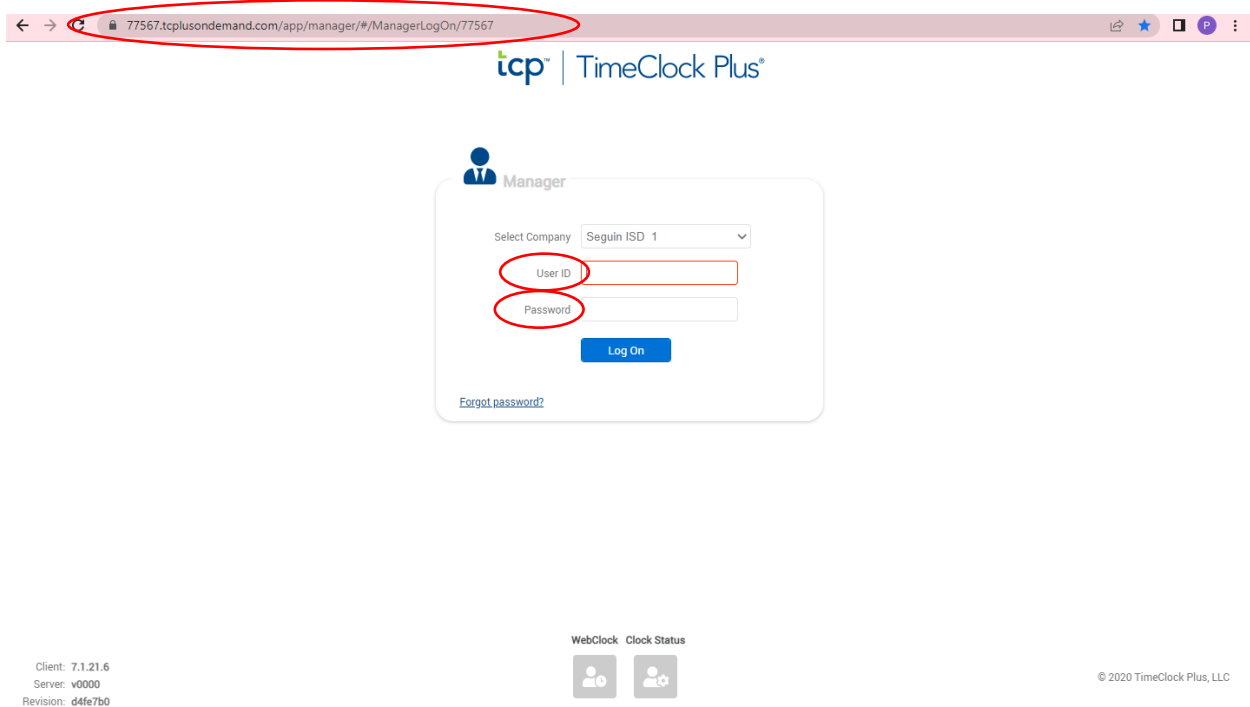 77567.tcplusondemand.com/app/manager/#/ManagerLogOn/77567
P
tcp™ | TimeClock Plus®
Manager
Select Company Seguin ISD 1
User ID
Password
Log On
Forgot password?
WebClock Clock Status
Client: 7.1.21.6
Server: v0000
Revision: d4fe7b0
© 2020 TimeClock Plus, LLC